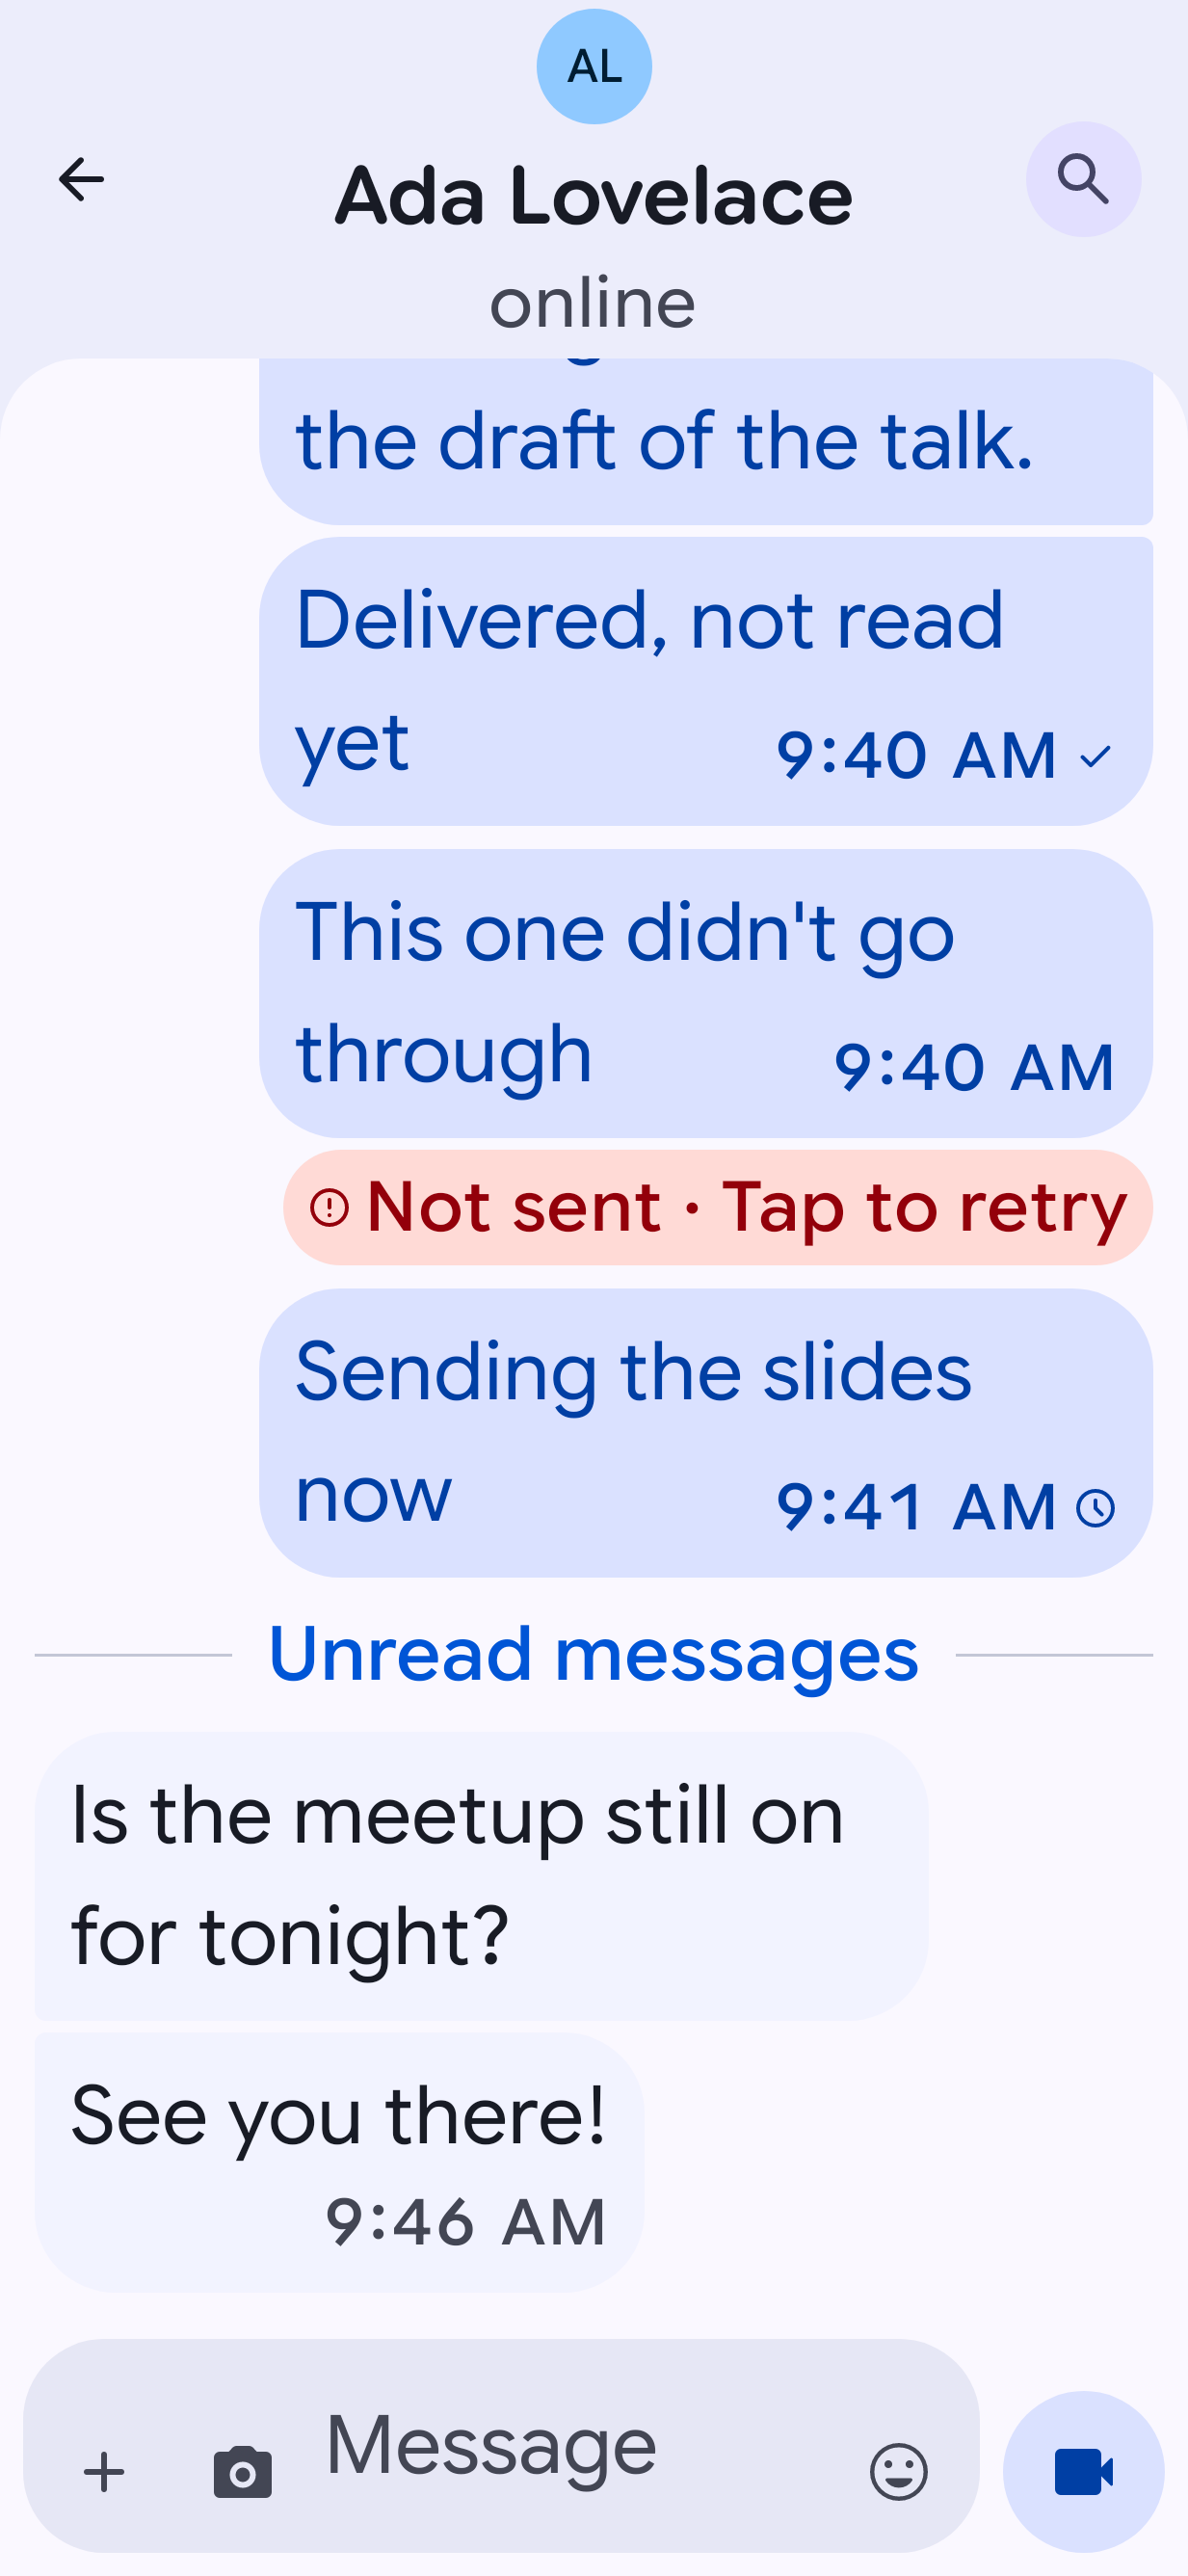 AL
Ada Lovelace
online
the draft of the talk.
Delivered, not read
yet
9:40 AM
This one didn't go
through
9:40 AM
Not sent · Tap to retry
Sending the slides
now
9:41 AM
Unread messages
Is the meetup still on
for tonight?
See you there!
9:46 AM
Message